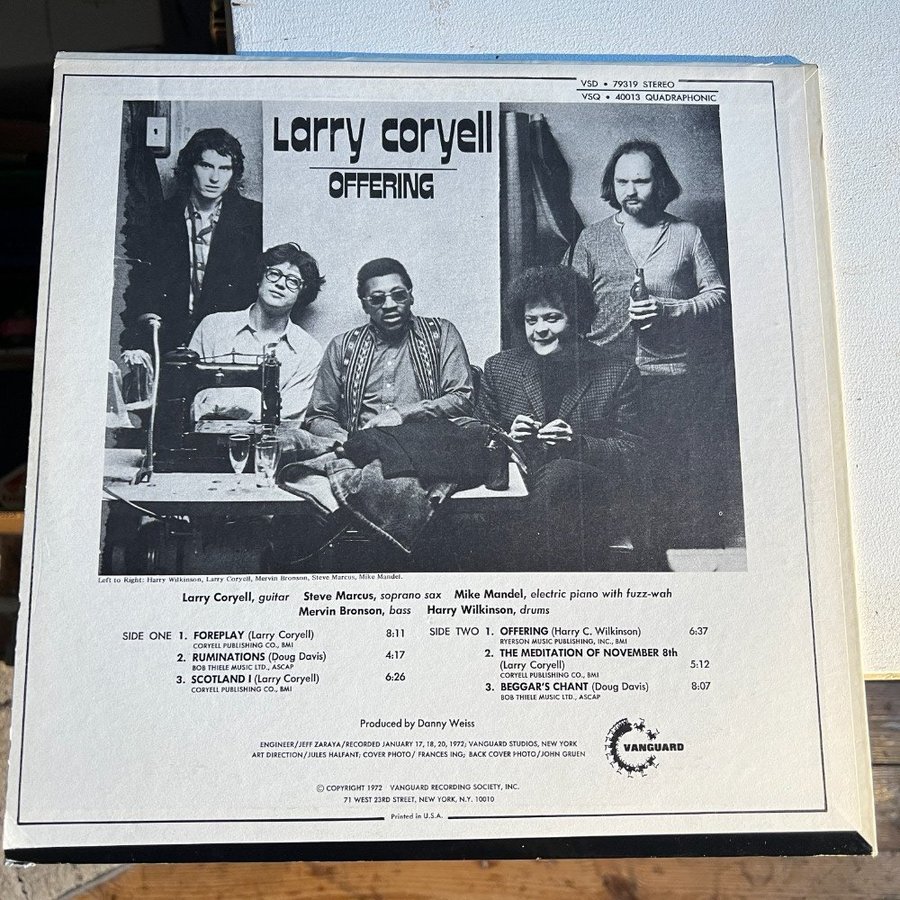 VSD • 79319 STEREO
VSQ • 40013 QUADRAPHONIC
Larry Coryell
OFFERING
Left to Right: Harry Wilkinson, Larry Coryell, Mervin Bronson, Steve Marcus, Mike Mandel.
Larry Coryell, guitar Steve Marcus, soprano sax Mike Mandel, electric piano with fuzz-wah
Mervin Bronson, bass Harry Wilkinson, drums
SIDE ONE 1. FOREPLAY (Larry Coryell) 8:11
CORYELL PUBLISHING CO., BMI
2. RUMINATIONS (Doug Davis) 4:17
BOB THIELE MUSIC LTD., ASCAP
3. SCOTLAND I (Larry Coryell) 6:26
CORYELL PUBLISHING CO., BMI
SIDE TWO 1. OFFERING (Harry C. Wilkinson) 6:37
RYERSON MUSIC PUBLISHING, INC., BMI
2. THE MEDITATION OF NOVEMBER 8th
(Larry Coryell) 5:12
CORYELL PUBLISHING CO., BMI
3. BEGGAR'S CHANT (Doug Davis) 8:07
BOB THIELE MUSIC LTD., ASCAP
Produced by Danny Weiss
ENGINEER/JEFF ZARAYA/RECORDED JANUARY 17, 18, 20, 1972; VANGUARD STUDIOS, NEW YORK
ART DIRECTION/JULES HALFANT; COVER PHOTO/ FRANCES ING; BACK COVER PHOTO/JOHN GRUEN
VANGUARD
© COPYRIGHT 1972 VANGUARD RECORDING SOCIETY, INC.
71 WEST 23RD STREET, NEW YORK, N.Y. 10010
Printed in U.S.A.